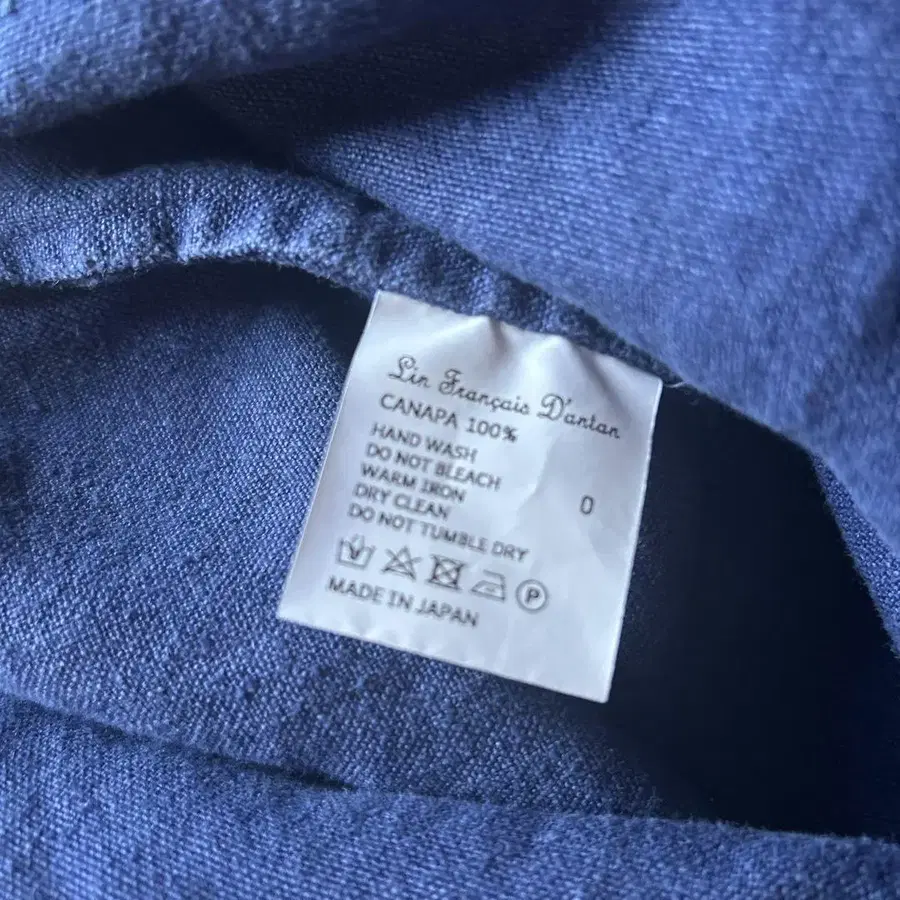 Lin Français D'antan
CANAPA 100%
HAND WASH
DO NOT BLEACH
WARM IRON
DRY CLEAN
DO NOT TUMBLE DRY
0
P
MADE IN JAPAN